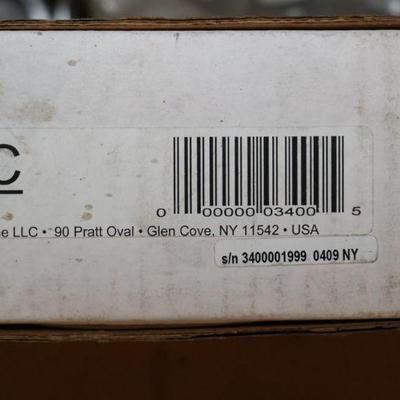 C
0 00000 03400 5
e LLC • 90 Pratt Oval • Glen Cove, NY 11542 • USA
s/n 3400001999 0409 NY